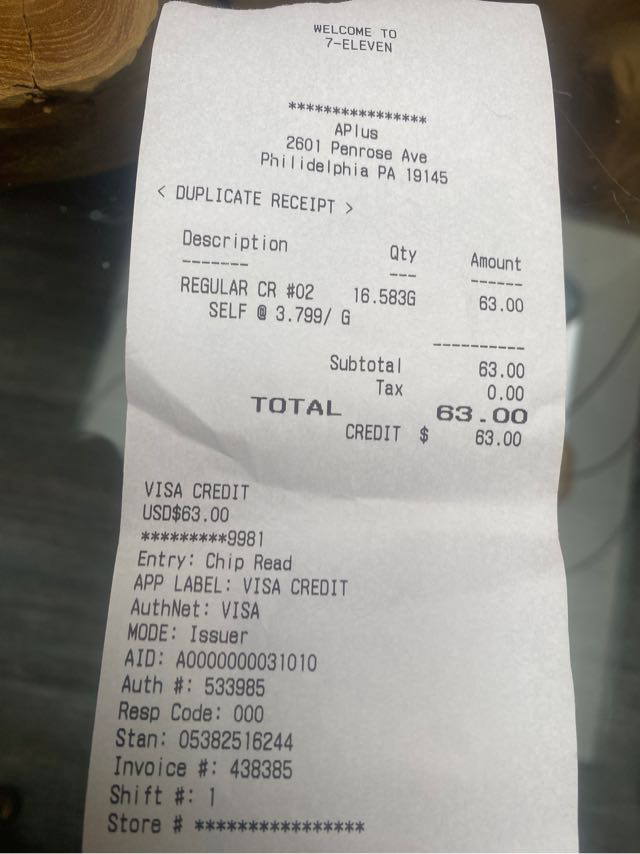 WELCOME TO
7-ELEVEN
****************
APlus
2601 Penrose Ave
Philidelphia PA 19145
< DUPLICATE RECEIPT >
Description Qty Amount
------- --- ------
REGULAR CR #02 16.583G 63.00
SELF @ 3.799/ G
----------
Subtotal 63.00
Tax 0.00
TOTAL 63.00
CREDIT $ 63.00
VISA CREDIT
USD$63.00
*********9981
Entry: Chip Read
APP LABEL: VISA CREDIT
AuthNet: VISA
MODE: Issuer
AID: A0000000031010
Auth #: 533985
Resp Code: 000
Stan: 05382516244
Invoice #: 438385
Shift #: 1
Store # ****************